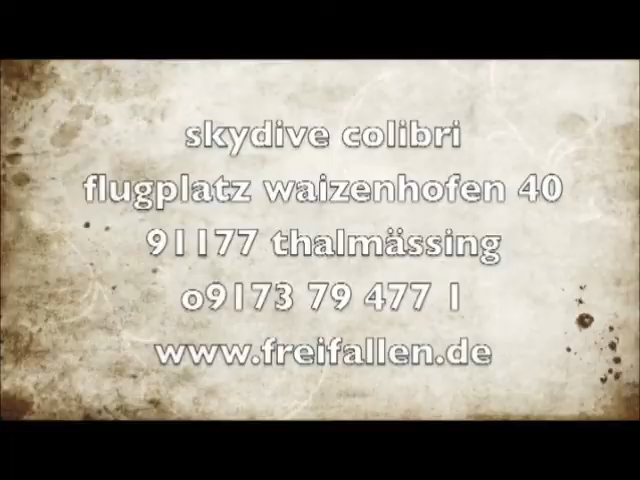 skydive colibri
flugplatz waizenhofen 40
91177 thalmässing
o9173 79 477 1
www.freifallen.de